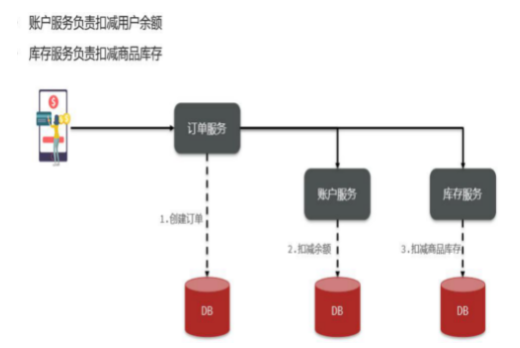 账户服务负责扣减用户余额
库存服务负责扣减商品库存
订单服务
账户服务
库存服务
1.创建订单
2.扣减余额
3.扣减商品库存
DB
DB
DB